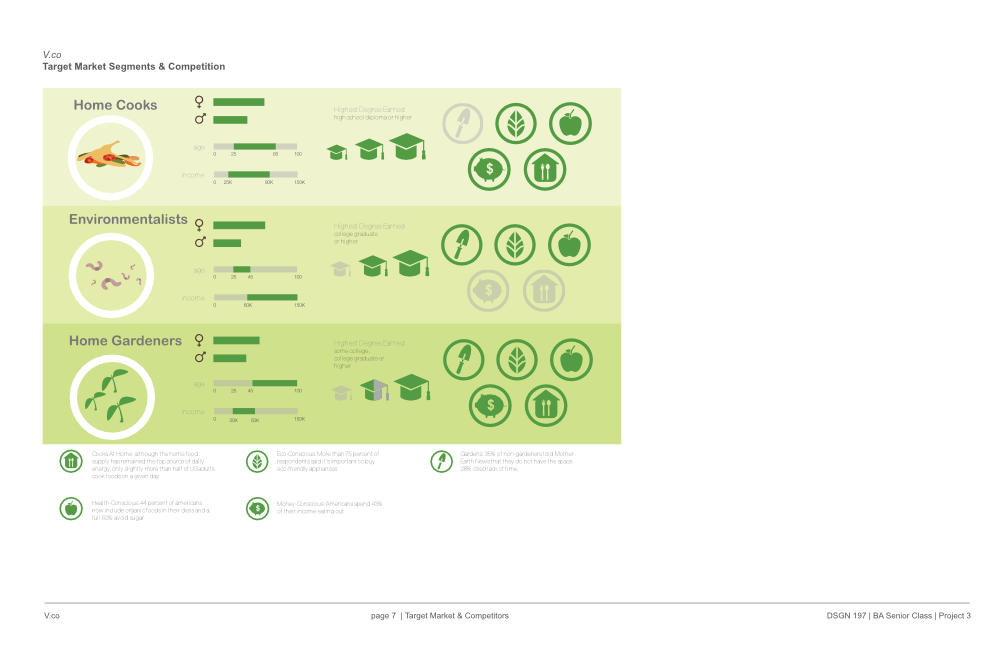 V.co
Target Market Segments & Competition
Home Cooks
age
0 25 65 100
income
0 25K 80K 150K
Highest Degree Earned:
high school diploma or higher
$
Environmentalists
age
0 25 45 100
income
0 60K 150K
Highest Degree Earned:
college graduate
or higher
$
Home Gardeners
age
0 25 45 100
income
0 50K 150K
Highest Degree Earned:
some college,
college graduate or
higher
$
Cooks At Home: although the home food
supply has remained the top source of daily
energy, only slightly more than half of US adults
cook foods on a given day
Eco-Conscious: More than 75 percent of
respondents said it's important to buy
eco-friendly appliances
Gardens: 35% of non-gardeners told Mother
Earth News that they do not have the space.
28% cited lack of time.
Health-Conscious: 44 percent of americans
now include organic foods in their diets and a
full 50% avoid sugar
$
Money-Conscious: Americans spend 43%
of their income eating out
V.co
page 7 | Target Market & Competitors
DSGN 197 | BA Senior Class | Project 3